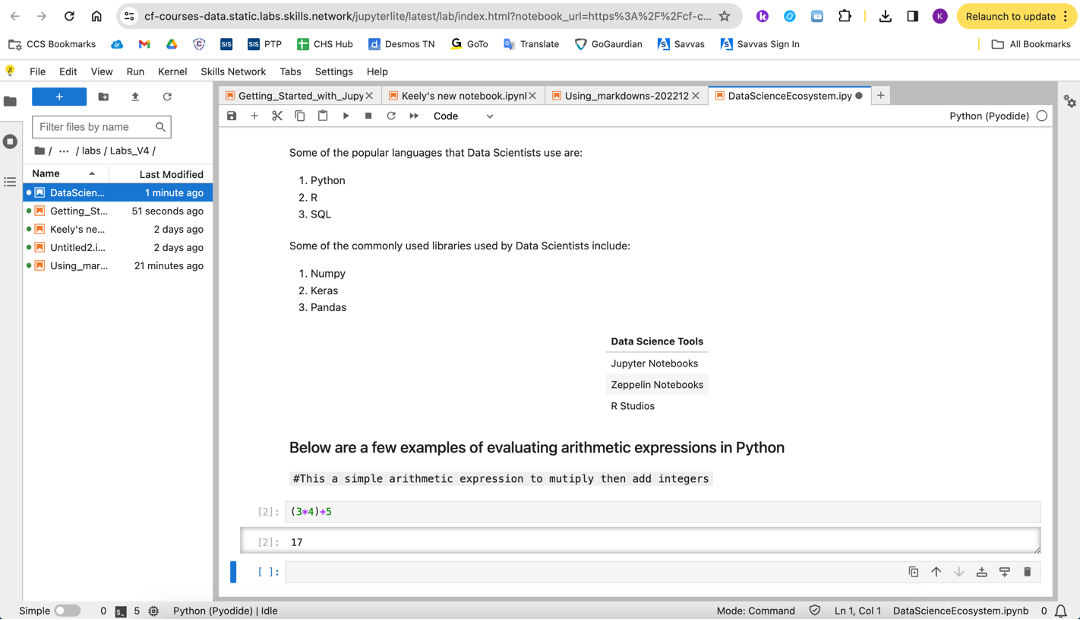 cf-courses-data.static.labs.skills.network/jupyterlite/latest/lab/index.html?notebook_url=https%3A%2F%2Fcf-c...
K
Relaunch to update
CCS Bookmarks
SIS
SIS PTP
CHS Hub
Desmos TN
GoTo
Translate
GoGaurdian
Savvas
Savvas Sign In
All Bookmarks
File Edit View Run Kernel Skills Network Tabs Settings Help
+
Getting_Started_with_Jupy
Keely's new notebook.ipynl
Using_markdowns-202212
DataScienceEcosystem.ipy
+
Filter files by name
Code
Python (Pyodide)
/ ... / labs / Labs_V4 /
Name Last Modified
DataScien... 1 minute ago
Getting_St... 51 seconds ago
Keely's ne... 2 days ago
Untitled2.i... 2 days ago
Using_mar... 21 minutes ago
Some of the popular languages that Data Scientists use are:
1. Python
2. R
3. SQL
Some of the commonly used libraries used by Data Scientists include:
1. Numpy
2. Keras
3. Pandas
Data Science Tools
Jupyter Notebooks
Zeppelin Notebooks
R Studios
Below are a few examples of evaluating arithmetic expressions in Python
#This a simple arithmetic expression to mutiply then add integers
[2]: (3*4)+5
[2]: 17
[ ]:
Simple 0 5 Python (Pyodide) | Idle Mode: Command Ln 1, Col 1 DataScienceEcosystem.ipynb 0